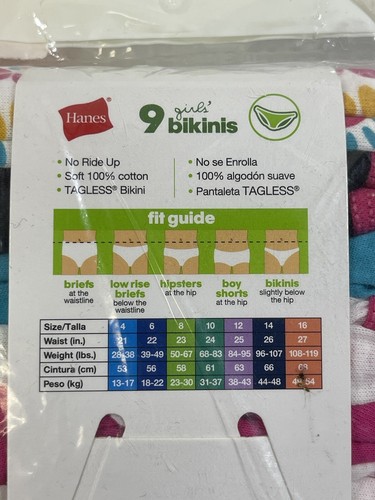 Hanes
9 girls' bikinis
• No Ride Up
• Soft 100% cotton
• TAGLESS® Bikini
• No se Enrolla
• 100% algodón suave
• Pantaleta TAGLESS®
fit guide
briefs
at the
waistline
low rise
briefs
below the
waistline
hipsters
at the hip
boy
shorts
at the hip
bikinis
slightly below
the hip
Size/Talla 4 6 8 10 12 14 16
Waist (in.) 21 22 23 24 25 26 27
Weight (lbs.) 28-38 39-49 50-67 68-83 84-95 96-107 108-119
Cintura (cm) 53 56 58 61 63 66 68
Peso (kg) 13-17 18-22 23-30 31-37 38-43 44-48